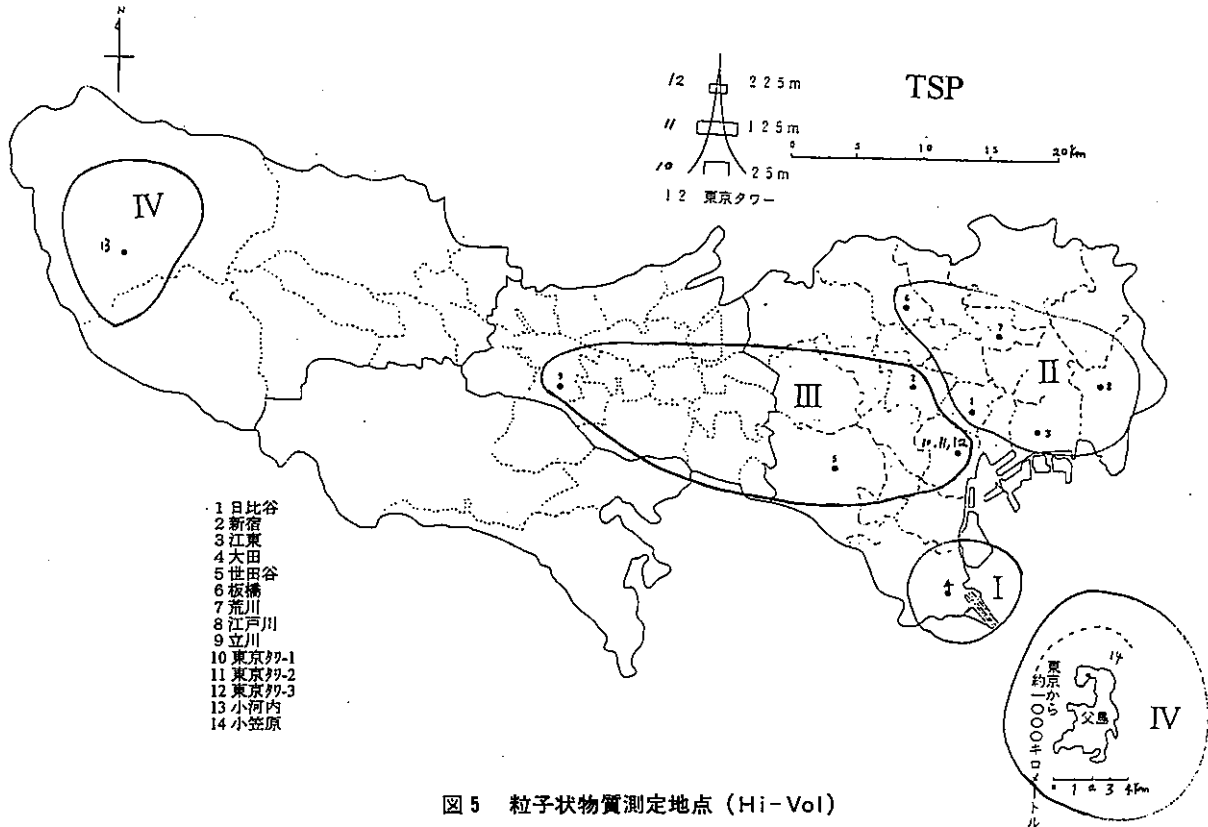 N
12 225m
TSP
11 125m
10 25m
12 東京タワー
0 5 10 15 20Km
IV
13
6
7
II
8
9
III
2
1
3
(10,11,12)
5
4
I
1 日比谷
2 新宿
3 江東
4 大田
5 世田谷
6 板橋
7 荒川
8 江戸川
9 立川
10 東京タワ-1
11 東京タワ-2
12 東京タワ-3
13 小河内
14 小笠原
14
東京から
約一〇〇〇キロメートル
父島
IV
0 1 2 3 4Km
図5 粒子状物質測定地点 (Hi-Vol)